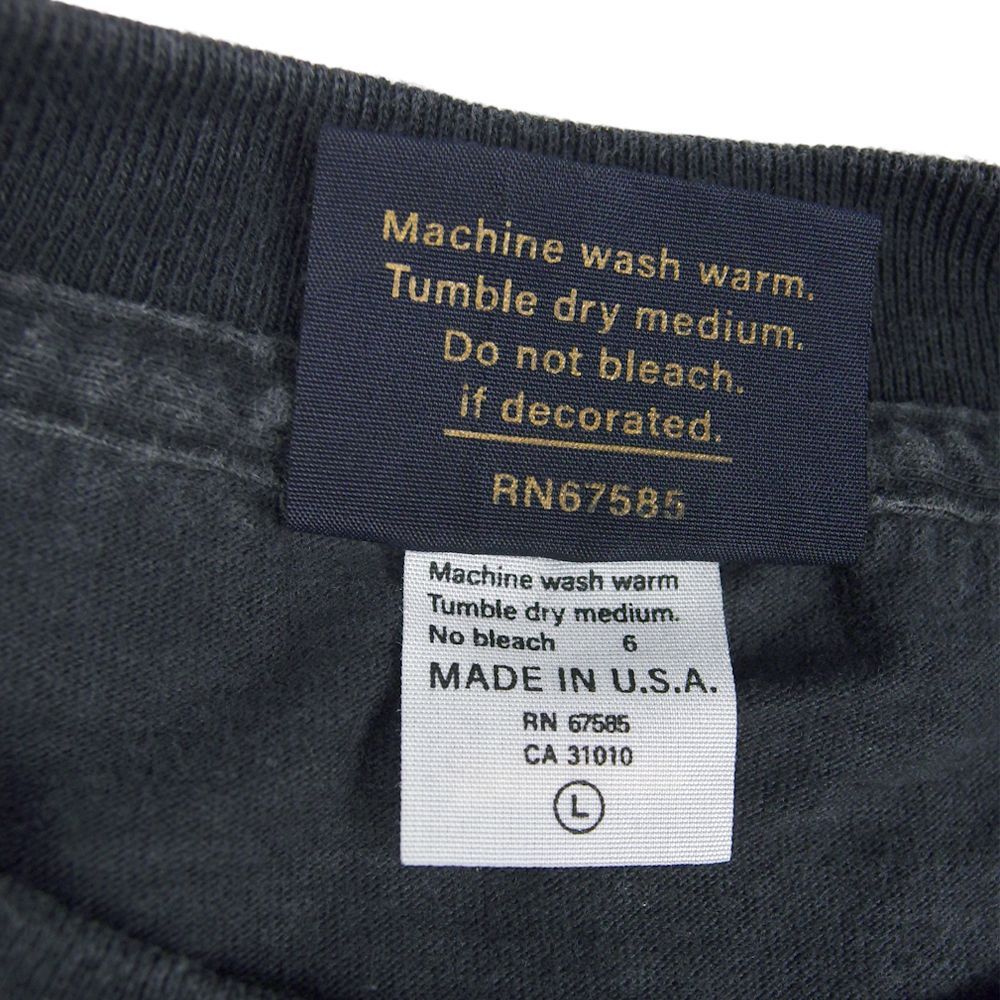 Machine wash warm.
Tumble dry medium.
Do not bleach.
if decorated.
RN67585
Machine wash warm
Tumble dry medium.
No bleach 6
MADE IN U.S.A.
RN 67585
CA 31010
L